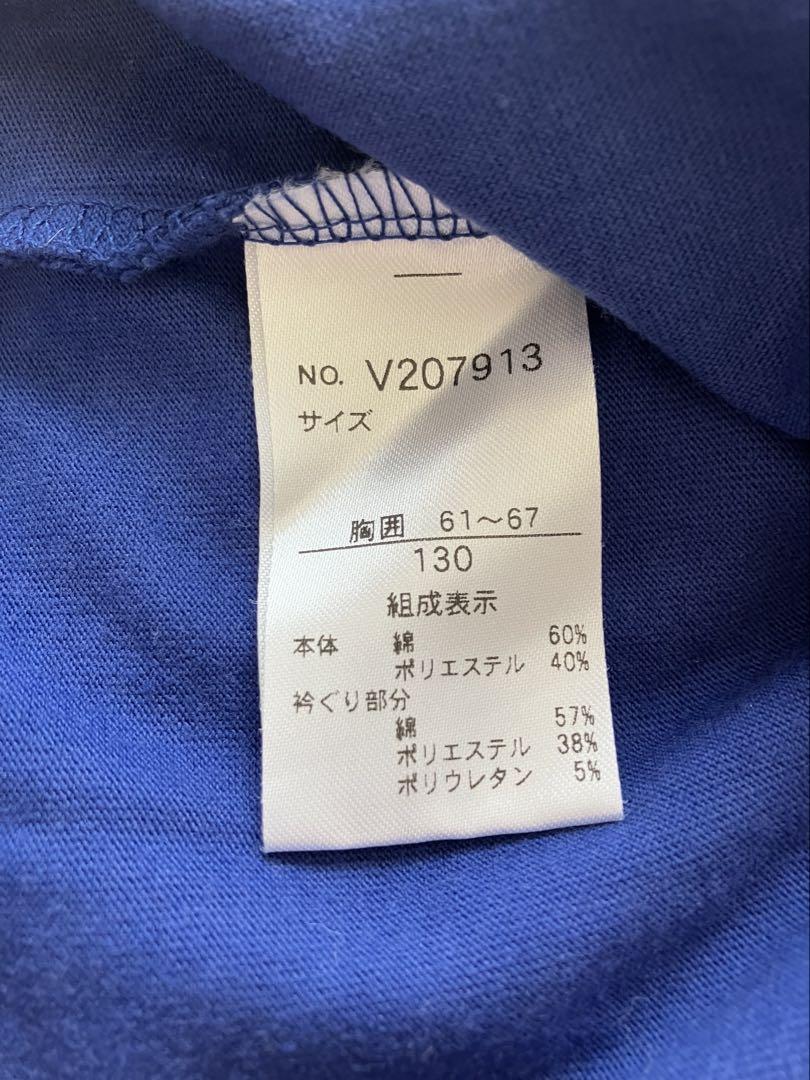 NO. V207913
サイズ
胸囲 61～67
130
組成表示
本体 綿 60%
ポリエステル 40%
衿ぐり部分
綿 57%
ポリエステル 38%
ポリウレタン 5%